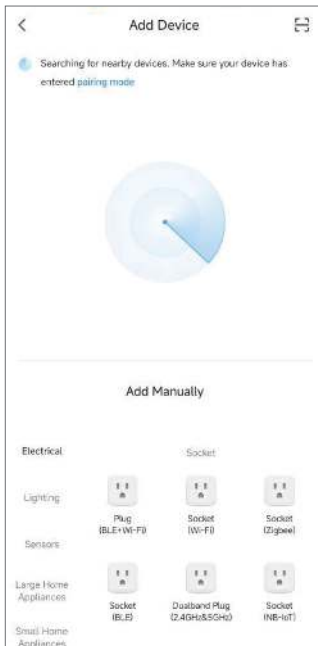 Add Device
Searching for nearby devices. Make sure your device has
entered pairing mode
Add Manually
Electrical
Socket
Lighting
Plug
(BLE+Wi-Fi)
Socket
(Wi-Fi)
Socket
(Zigbee)
Sensors
Large Home
Appliances
Socket
(BLE)
Dualband Plug
(2.4GHz&5GHz)
Socket
(NB-IoT)
Small Home
Appliances